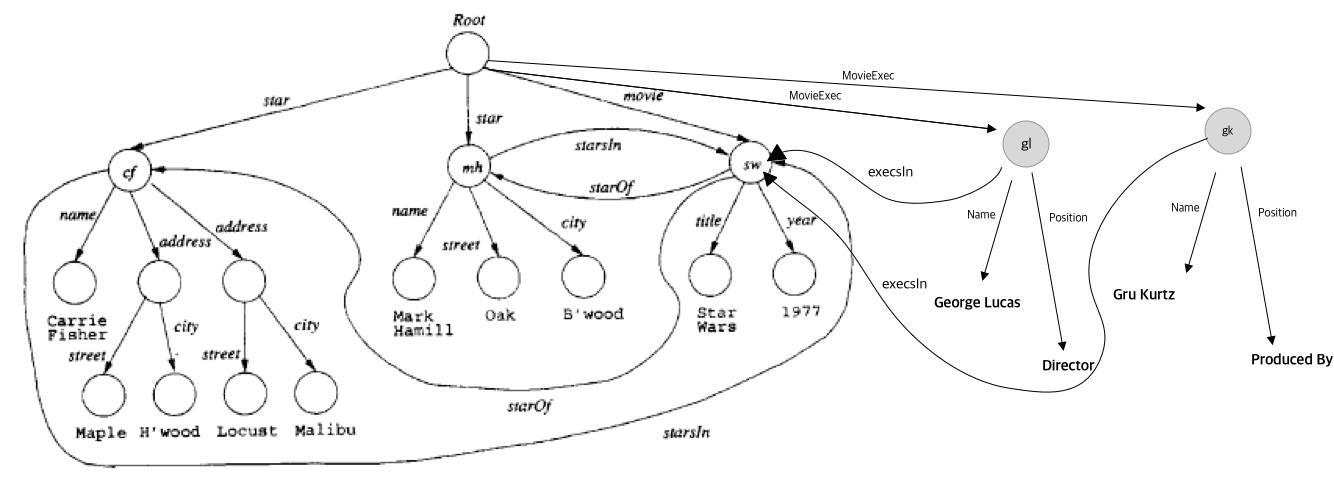 Root
MovieExec
MovieExec
star
star
movie
cf
mh
sw
gl
gk
starsIn
starOf
execsIn
name
address
address
name
street
city
title
year
Name
Position
Name
Position
execsIn
Carrie
Fisher
Mark
Hamill
Oak
B'wood
Star
Wars
1977
George Lucas
Gru Kurtz
street
city
street
city
Director
Produced By
Maple
H'wood
Locust
Malibu
starOf
starsIn